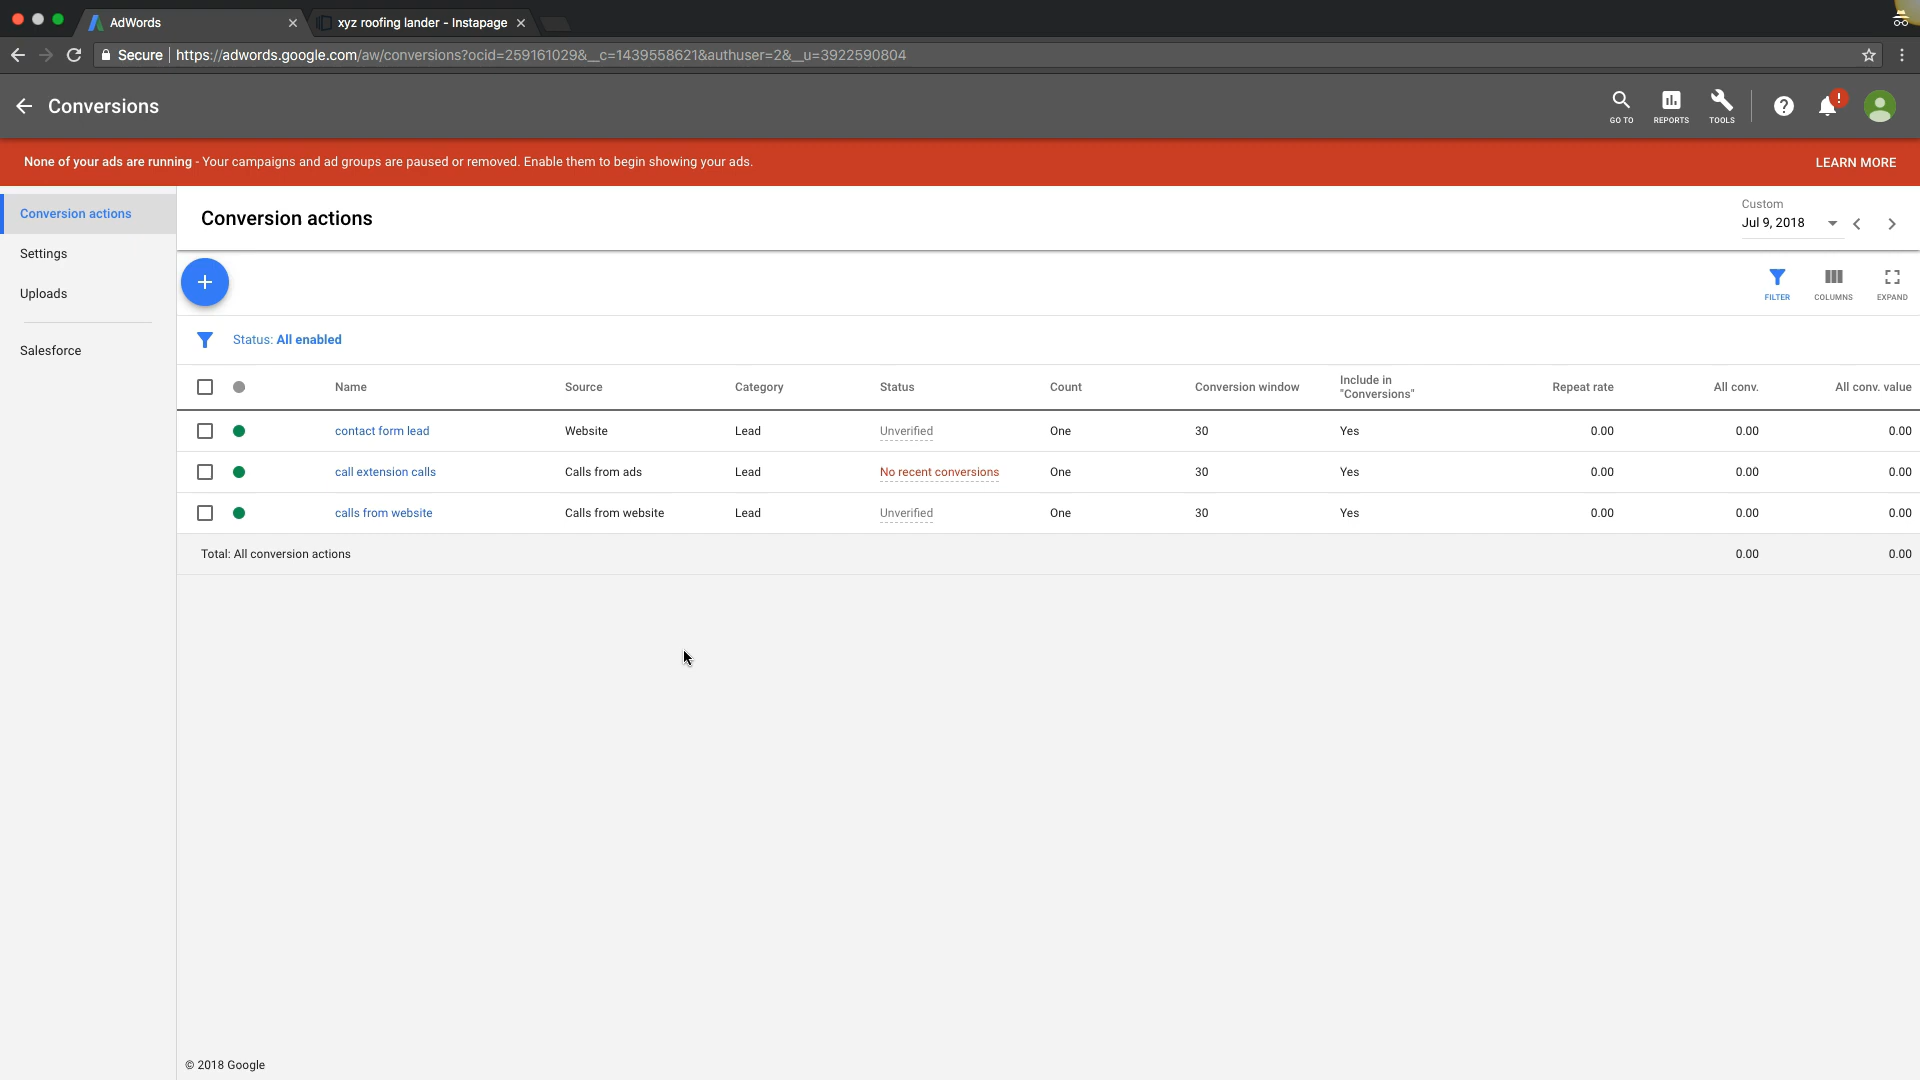 AdWords
xyz roofing lander - Instapage
Secure https://adwords.google.com/aw/conversions?ocid=259161029&__c=1439558621&authuser=2&__u=3922590804
Conversions
GO TO REPORTS TOOLS ? !
None of your ads are running - Your campaigns and ad groups are paused or removed. Enable them to begin showing your ads. LEARN MORE
Conversion actions
Settings
Uploads
Salesforce
Conversion actions
Custom
Jul 9, 2018
FILTER COLUMNS EXPAND
Status: All enabled
Name Source Category Status Count Conversion window Include in "Conversions" Repeat rate All conv. All conv. value
contact form lead Website Lead Unverified One 30 Yes 0.00 0.00 0.00
call extension calls Calls from ads Lead No recent conversions One 30 Yes 0.00 0.00 0.00
calls from website Calls from website Lead Unverified One 30 Yes 0.00 0.00 0.00
Total: All conversion actions 0.00 0.00
© 2018 Google